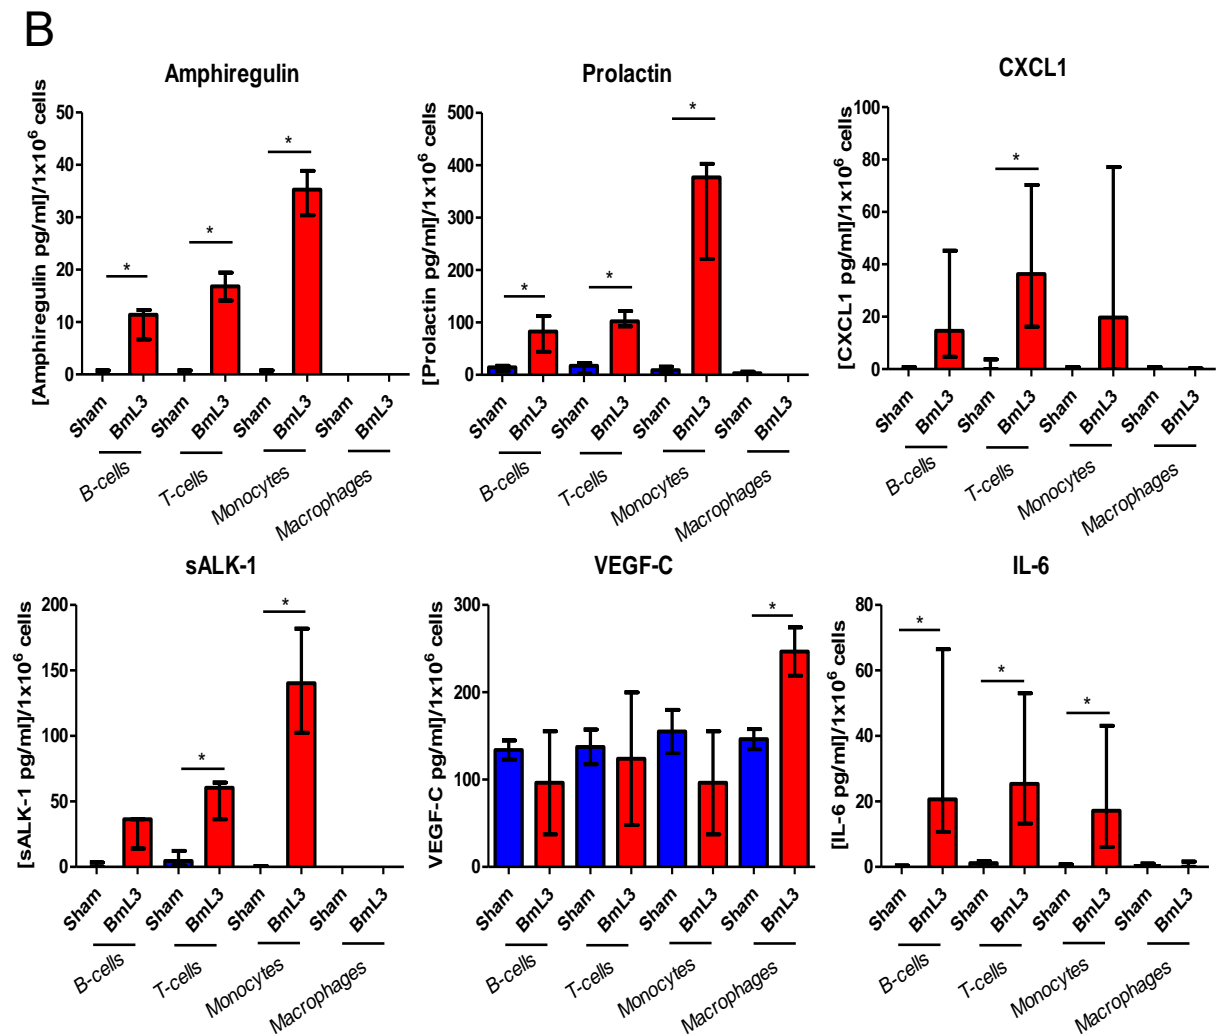 B
Amphiregulin
[Amphiregulin pg/ml]/1x10⁶ cells
50
40
30
20
10
0
*
*
*
Sham
BmL3
Sham
BmL3
Sham
BmL3
Sham
BmL3
B-cells
T-cells
Monocytes
Macrophages
Prolactin
[Prolactin pg/ml]/1x10⁶ cells
500
400
300
200
100
0
*
*
*
Sham
BmL3
Sham
BmL3
Sham
BmL3
Sham
BmL3
B-cells
T-cells
Monocytes
Macrophages
CXCL1
[CXCL1 pg/ml]/1x10⁶ cells
100
80
60
40
20
0
*
Sham
BmL3
Sham
BmL3
Sham
BmL3
Sham
BmL3
B-cells
T-cells
Monocytes
Macrophages
sALK-1
[sALK-1 pg/ml]/1x10⁶ cells
200
150
100
50
0
*
*
Sham
BmL3
Sham
BmL3
Sham
BmL3
Sham
BmL3
B-cells
T-cells
Monocytes
Macrophages
VEGF-C
VEGF-C pg/ml]/1x10⁶ cells
300
200
100
0
*
Sham
BmL3
Sham
BmL3
Sham
BmL3
Sham
BmL3
B-cells
T-cells
Monocytes
Macrophages
IL-6
[IL-6 pg/ml]/1x10⁶ cells
80
60
40
20
0
*
*
*
Sham
BmL3
Sham
BmL3
Sham
BmL3
Sham
BmL3
B-cells
T-cells
Monocytes
Macrophages